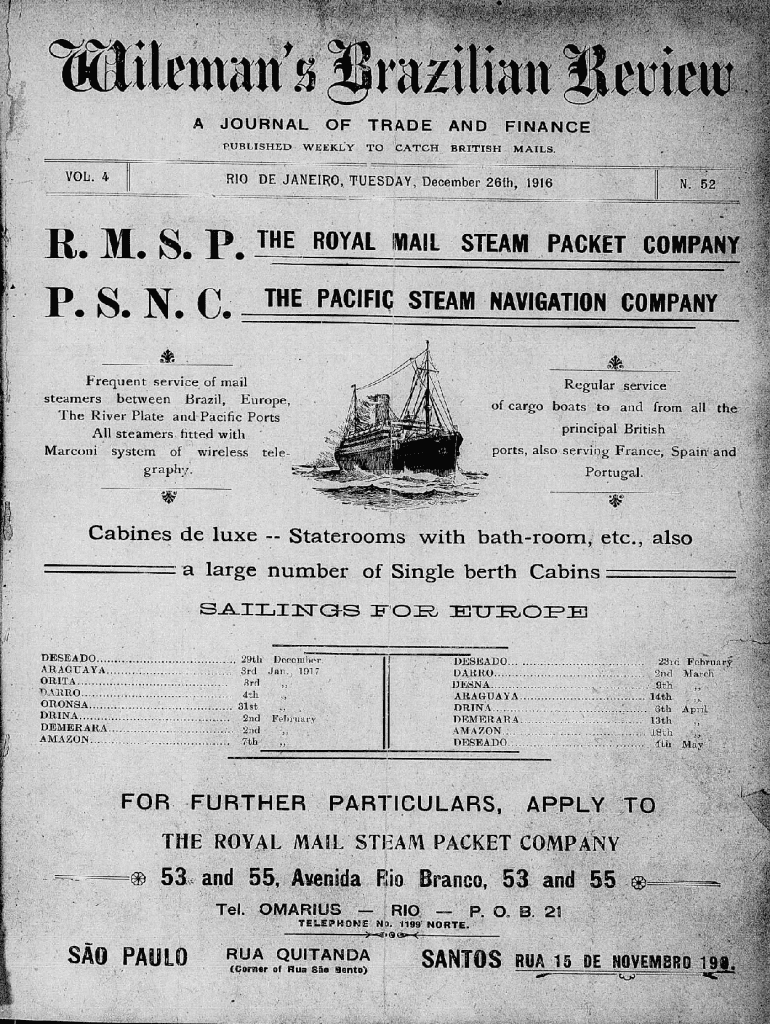 Wileman's Brazilian Review
A JOURNAL OF TRADE AND FINANCE
PUBLISHED WEEKLY TO CATCH BRITISH MAILS.
VOL. 4
RIO DE JANEIRO, TUESDAY, December 26th, 1916
N. 52
R. M. S. P. THE ROYAL MAIL STEAM PACKET COMPANY
P. S. N. C. THE PACIFIC STEAM NAVIGATION COMPANY
Frequent service of mail
steamers between Brazil, Europe,
The River Plate and Pacific Ports
All steamers fitted with
Marconi system of wireless tele-
graphy.
Regular service
of cargo boats to and from all the
principal British
ports, also serving France, Spain and
Portugal.
Cabines de luxe -- Staterooms with bath-room, etc., also
a large number of Single berth Cabins
SAILINGS FOR EUROPE
DESEADO 29th December
ARAGUAYA 3rd Jan, 1917
ORITA 3rd „
DARRO 4th „
ORONSA 31st „
DRINA 2nd February
DEMERARA 2nd „
AMAZON 7th „
DESEADO 23rd February
DARRO 2nd March
DESNA 9th „
ARAGUAYA 14th „
DRINA 6th April
DEMERARA 13th „
AMAZON 18th „
DESEADO 4th May
FOR FURTHER PARTICULARS, APPLY TO
THE ROYAL MAIL STEAM PACKET COMPANY
53 and 55, Avenida Rio Branco, 53 and 55
Tel. OMARIUS — RIO — P. O. B. 21
TELEPHONE No. 1199 NORTE.
SÃO PAULO
RUA QUITANDA
(Corner of Rua São Bento)
SANTOS RUA 15 DE NOVEMBRO